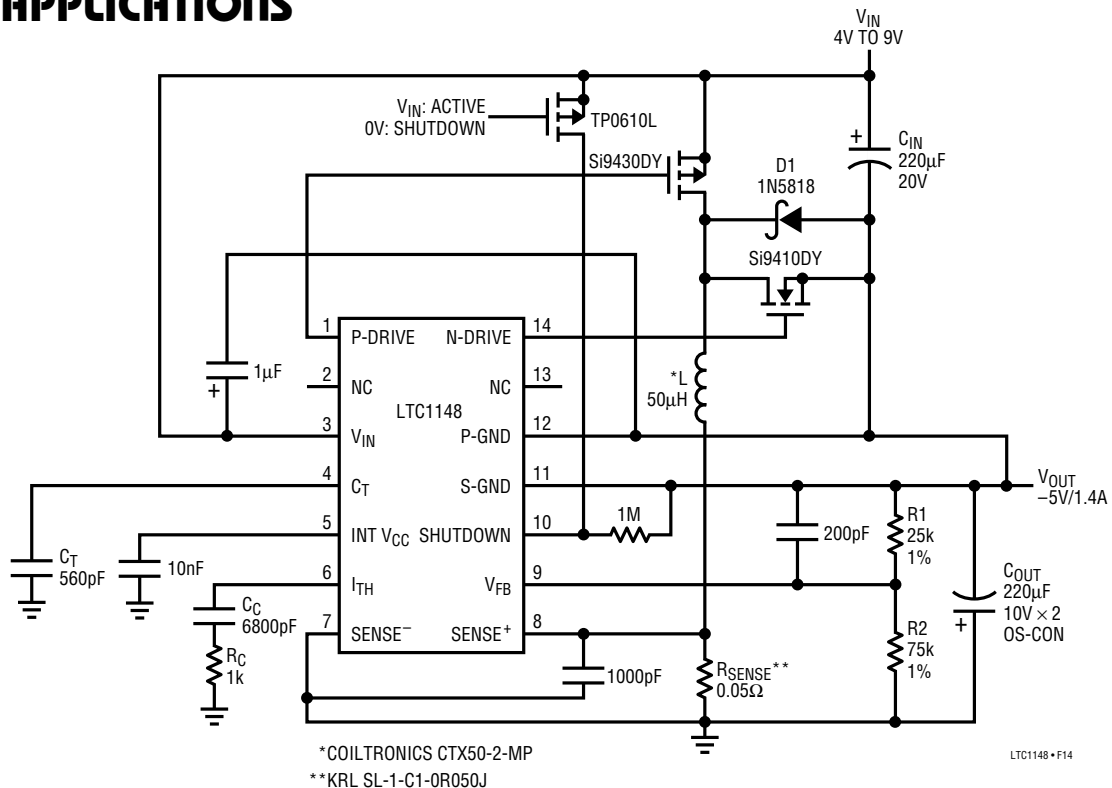 APPLICATIONS
VIN
4V TO 9V
VIN: ACTIVE
0V: SHUTDOWN
TP0610L
Si9430DY
D1
1N5818
+
CIN
220µF
20V
Si9410DY
1µF
+
1
P-DRIVE
N-DRIVE
14
2
NC
NC
13
LTC1148
3
VIN
P-GND
12
4
CT
S-GND
11
5
INT VCC
SHUTDOWN
10
6
ITH
VFB
9
7
SENSE–
SENSE+
8
*L
50µH
VOUT
–5V/1.4A
1M
200pF
R1
25k
1%
CT
560pF
10nF
CC
6800pF
RC
1k
COUT
220µF
10V × 2
OS-CON
+
R2
75k
1%
1000pF
RSENSE**
0.05Ω
*COILTRONICS CTX50-2-MP
**KRL SL-1-C1-0R050J
LTC1148 • F14